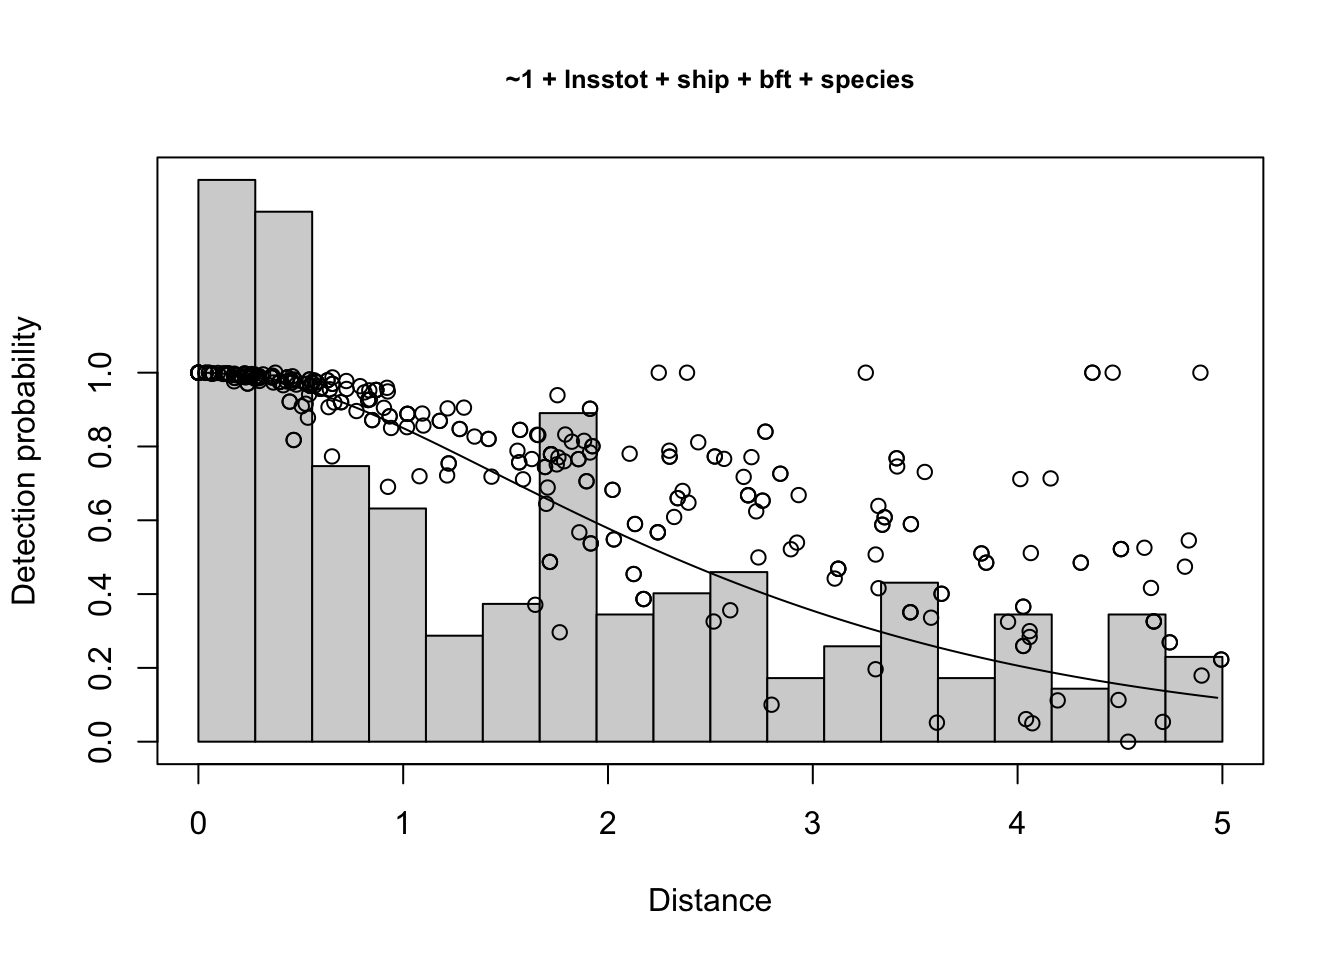 ~1 + lnsstot + ship + bft + species
Detection probability
1.0
0.8
0.6
0.4
0.2
0.0
0 1 2 3 4 5
Distance